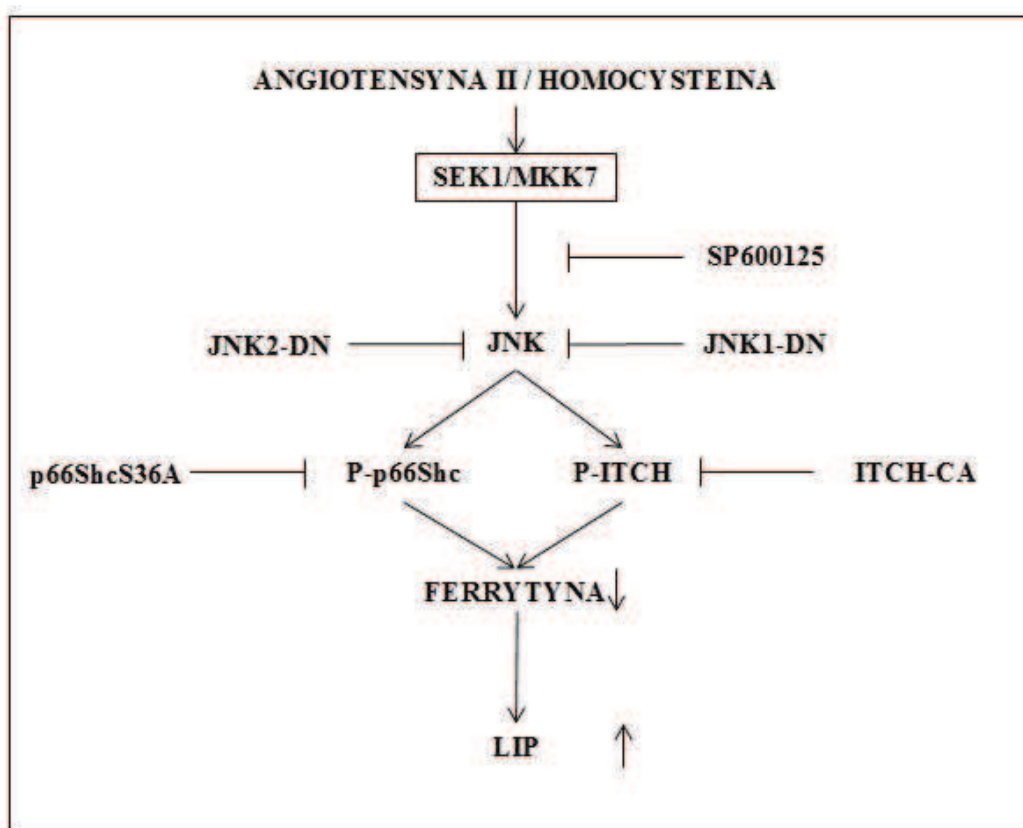 ANGIOTENSYNA II / HOMOCYSTEINA
SEK1/MKK7
SP600125
JNK2-DN JNK JNK1-DN
p66ShcS36A P-p66Shc P-ITCH ITCH-CA
FERRYTYNA
LIP